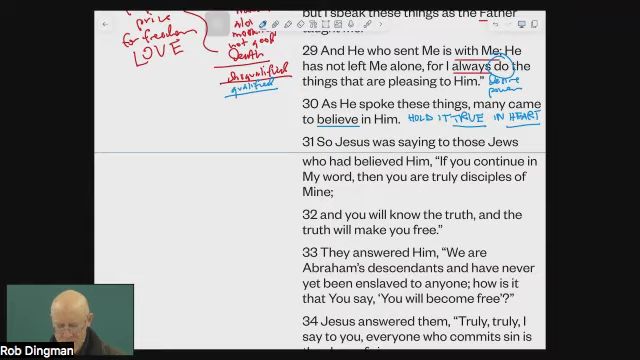 price
for freedom
LOVE
not good
Death
disqualified
qualified
but I speak these things as the Father
29 And He who sent Me is with Me; He
has not left Me alone, for I always do the
things that are pleasing to Him.”
desire
power
30 As He spoke these things, many came
to believe in Him. HOLD IT TRUE IN HEART
31 So Jesus was saying to those Jews
who had believed Him, “If you continue in
My word, then you are truly disciples of
Mine;
32 and you will know the truth, and the
truth will make you free.”
33 They answered Him, “We are
Abraham’s descendants and have never
yet been enslaved to anyone; how is it
that You say, ‘You will become free’?”
34 Jesus answered them, “Truly, truly, I
say to you, everyone who commits sin is
Rob Dingman